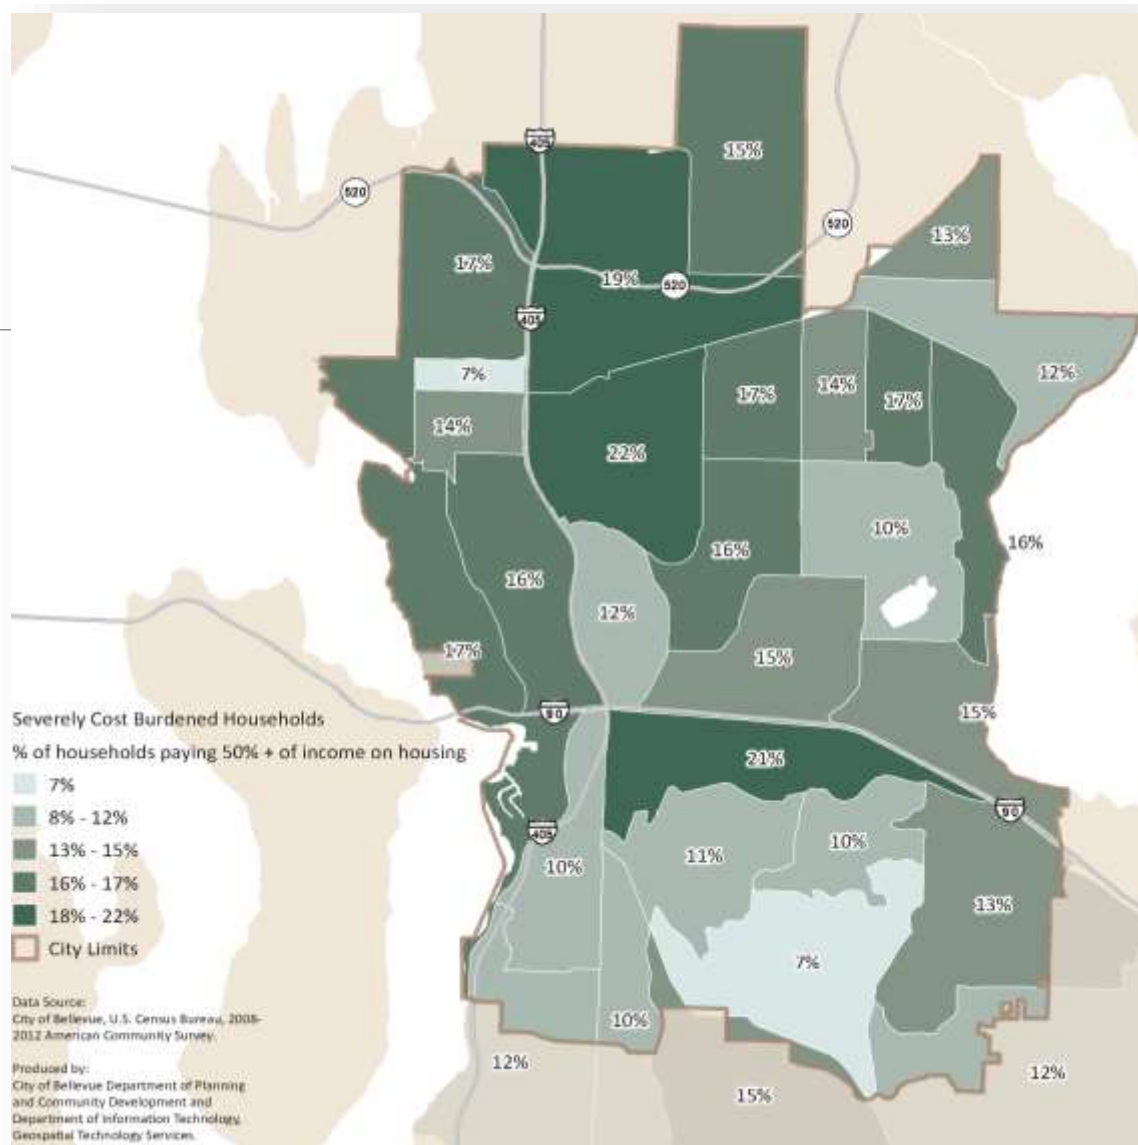 405
15%
520
520
13%
17%
19%
520
405
7%
12%
17%
14%
17%
14%
22%
10%
16%
16%
16%
12%
17%
15%
90
15%
Severely Cost Burdened Households
% of households paying 50% + of income on housing
7%
8% - 12%
13% - 15%
16% - 17%
18% - 22%
City Limits
21%
90
405
10%
11%
10%
13%
7%
10%
12%
15%
12%
Data Source:
City of Bellevue, U.S. Census Bureau, 2008-
2012 American Community Survey.
Produced by:
City of Bellevue Department of Planning
and Community Development and
Department of Information Technology,
Geospatial Technology Services.